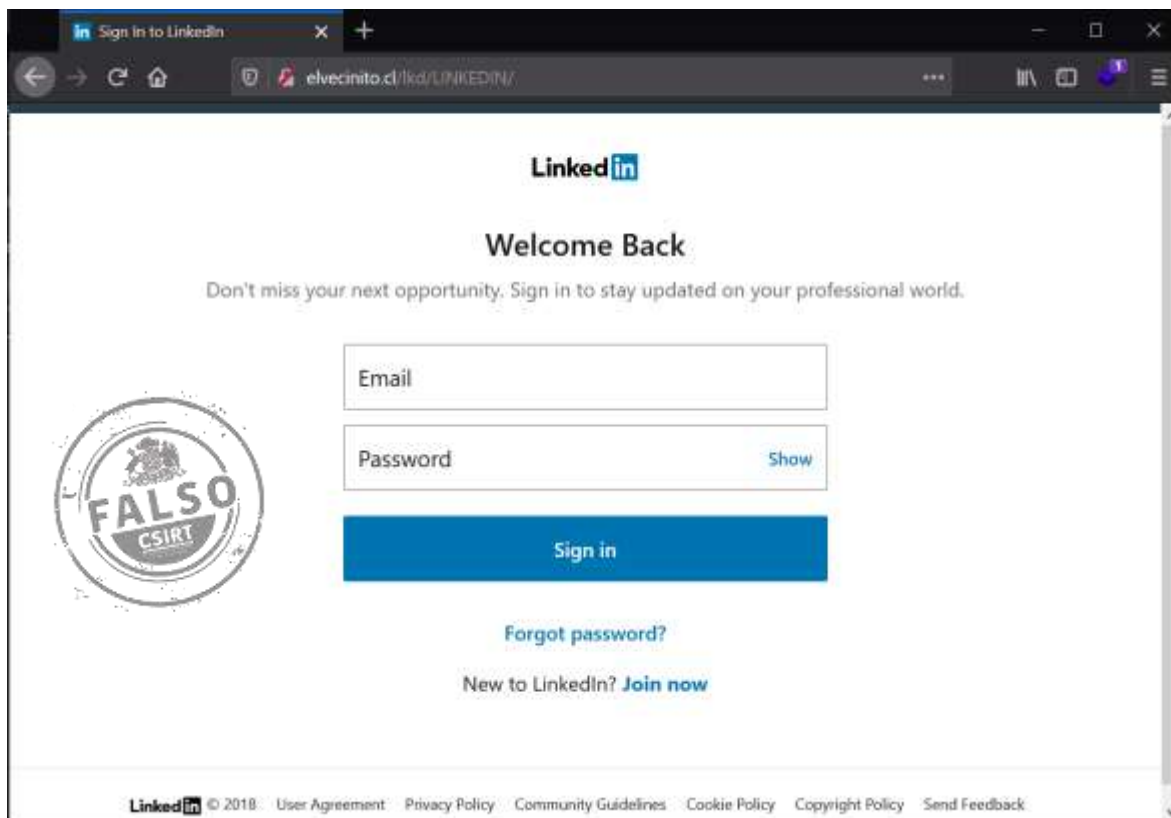 in Sign In to LinkedIn
elvecinito.cl/lkd/LINKEDIN/
1
Linked in
Welcome Back
Don't miss your next opportunity. Sign in to stay updated on your professional world.
Email
Password Show
FALSO
CSIRT
Sign in
Forgot password?
New to LinkedIn? Join now
Linked in © 2018 User Agreement Privacy Policy Community Guidelines Cookie Policy Copyright Policy Send Feedback